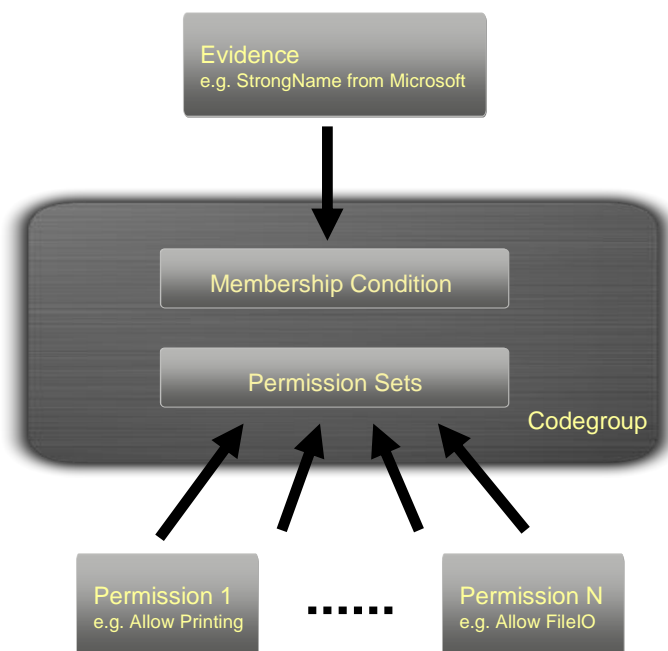 Evidence
e.g. StrongName from Microsoft
Membership Condition
Permission Sets
Codegroup
Permission 1
e.g. Allow Printing
.......
Permission N
e.g. Allow FileIO